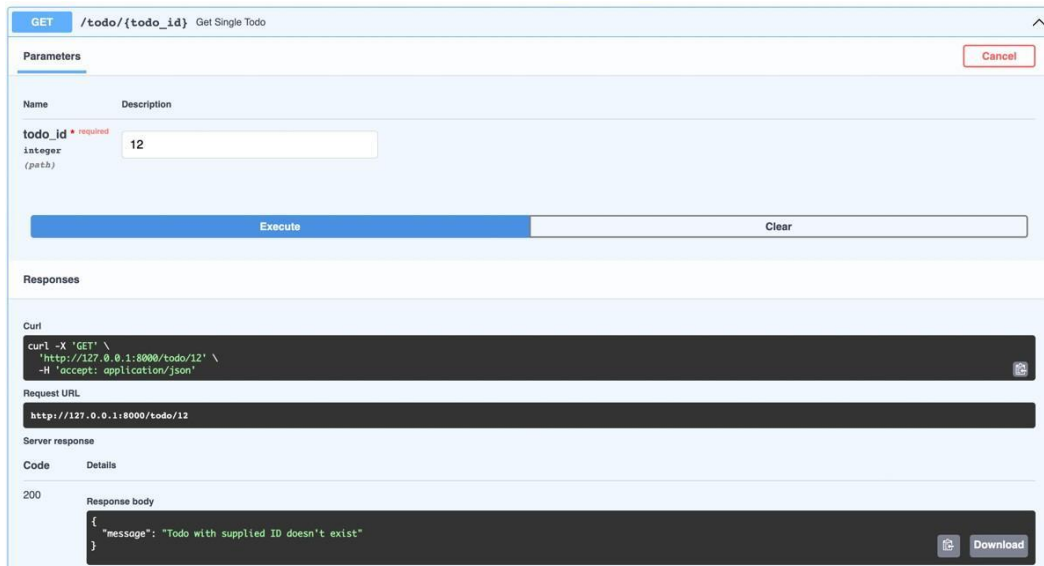 GET /todo/{todo_id} Get Single Todo
Parameters
Cancel
Name Description
todo_id * required
integer
(path)
12
Execute Clear
Responses
Curl
curl -X 'GET' \
  'http://127.0.0.1:8000/todo/12' \
  -H 'accept: application/json'
Request URL
http://127.0.0.1:8000/todo/12
Server response
Code Details
200
Response body
{
  "message": "Todo with supplied ID doesn't exist"
}
Download